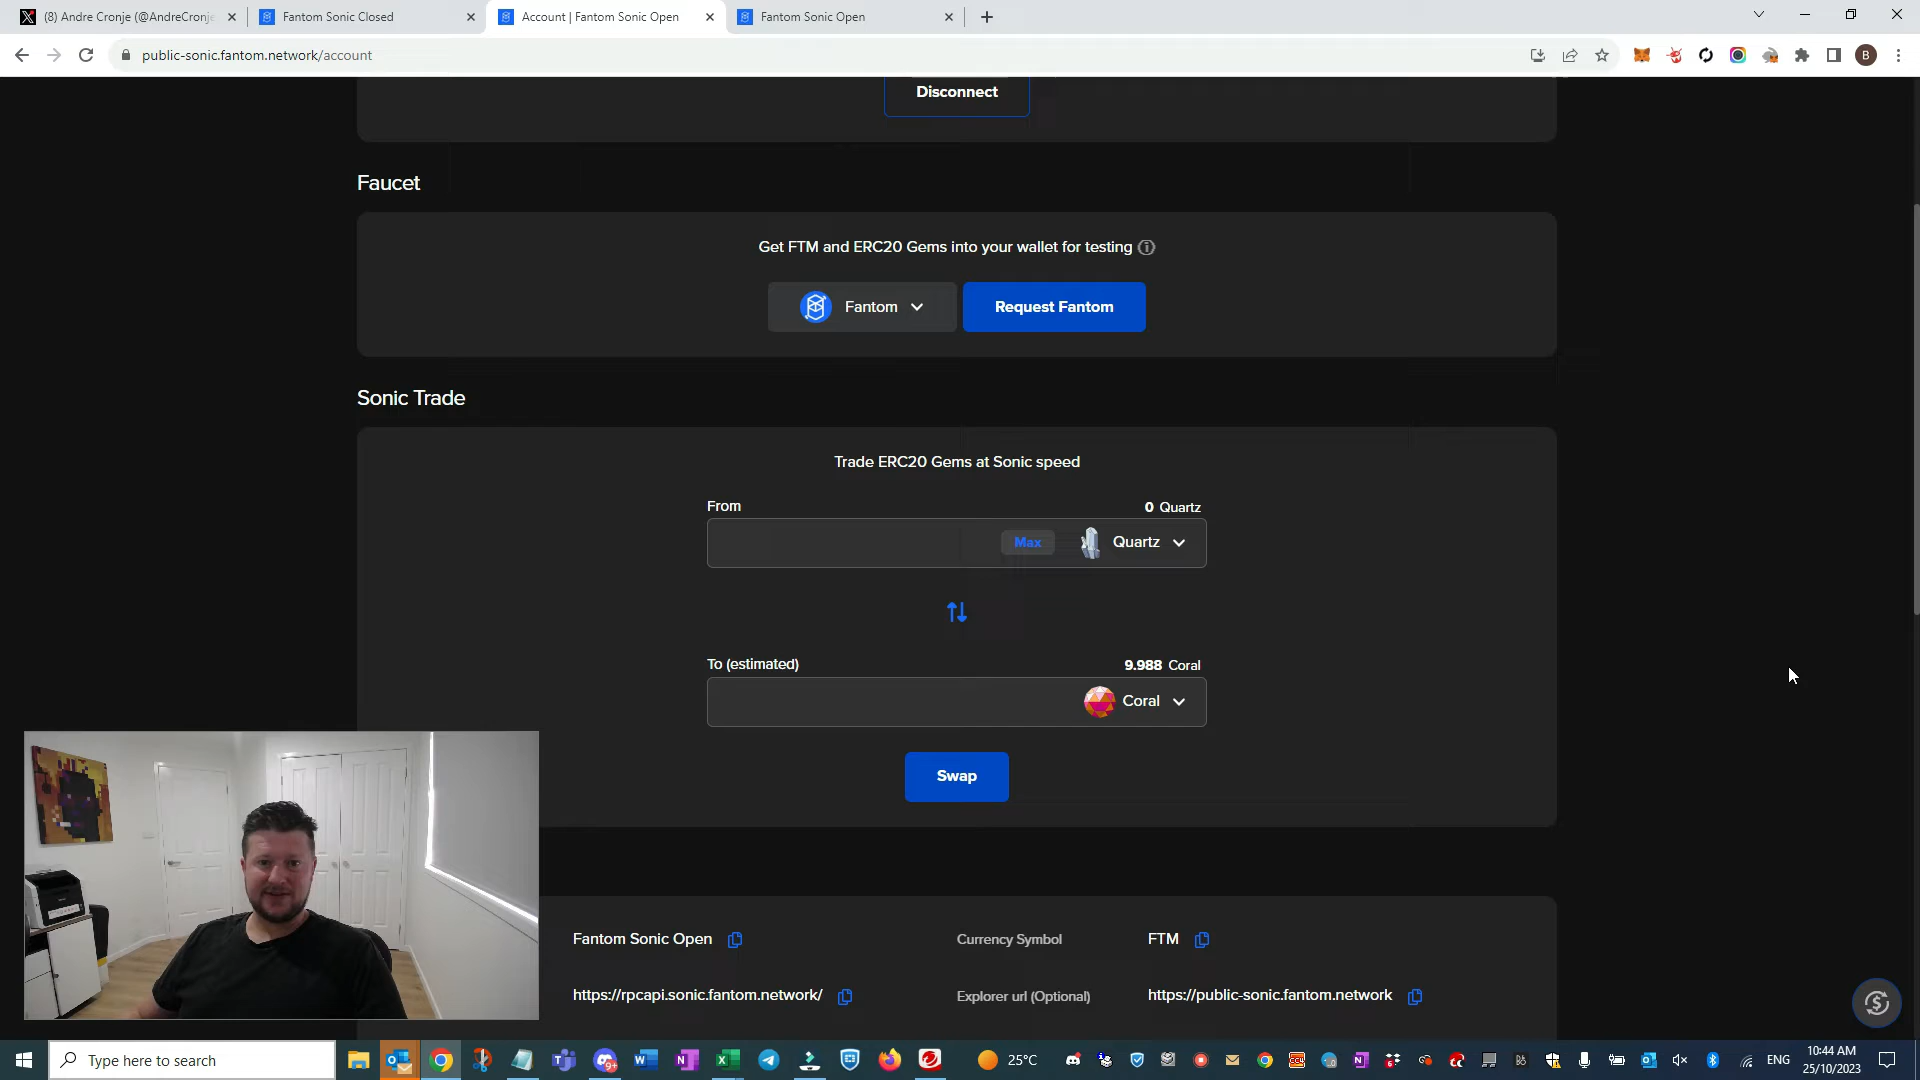 (8) Andre Cronje (@AndreCronje
Fantom Sonic Closed
Account | Fantom Sonic Open
Fantom Sonic Open
public-sonic.fantom.network/account
B
Disconnect
Faucet
Get FTM and ERC20 Gems into your wallet for testing
Fantom
Request Fantom
Sonic Trade
Trade ERC20 Gems at Sonic speed
From
0 Quartz
Max
Quartz
To (estimated)
9.988 Coral
Coral
Swap
Fantom Sonic Open
Currency Symbol
FTM
https://rpcapi.sonic.fantom.network/
Explorer url (Optional)
https://public-sonic.fantom.network
Type here to search
25°C
ENG
10:44 AM
25/10/2023